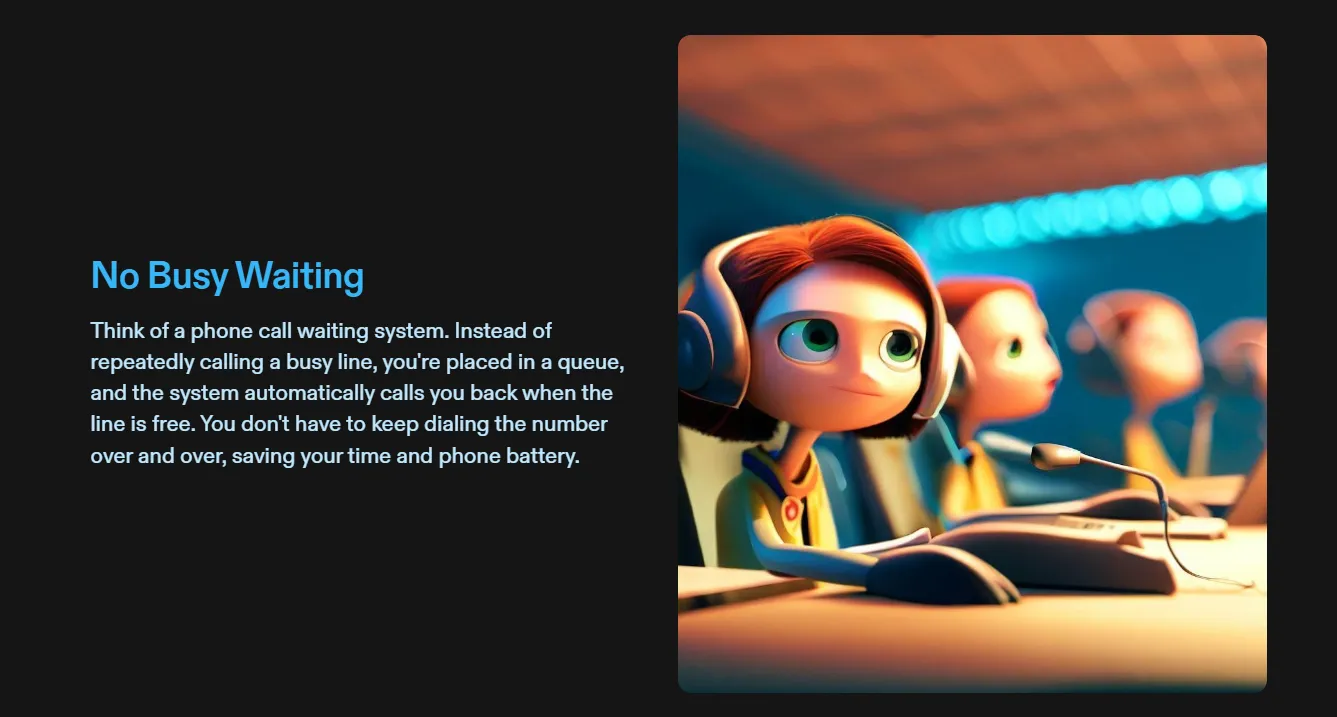 No Busy Waiting
Think of a phone call waiting system. Instead of
repeatedly calling a busy line, you're placed in a queue,
and the system automatically calls you back when the
line is free. You don't have to keep dialing the number
over and over, saving your time and phone battery.